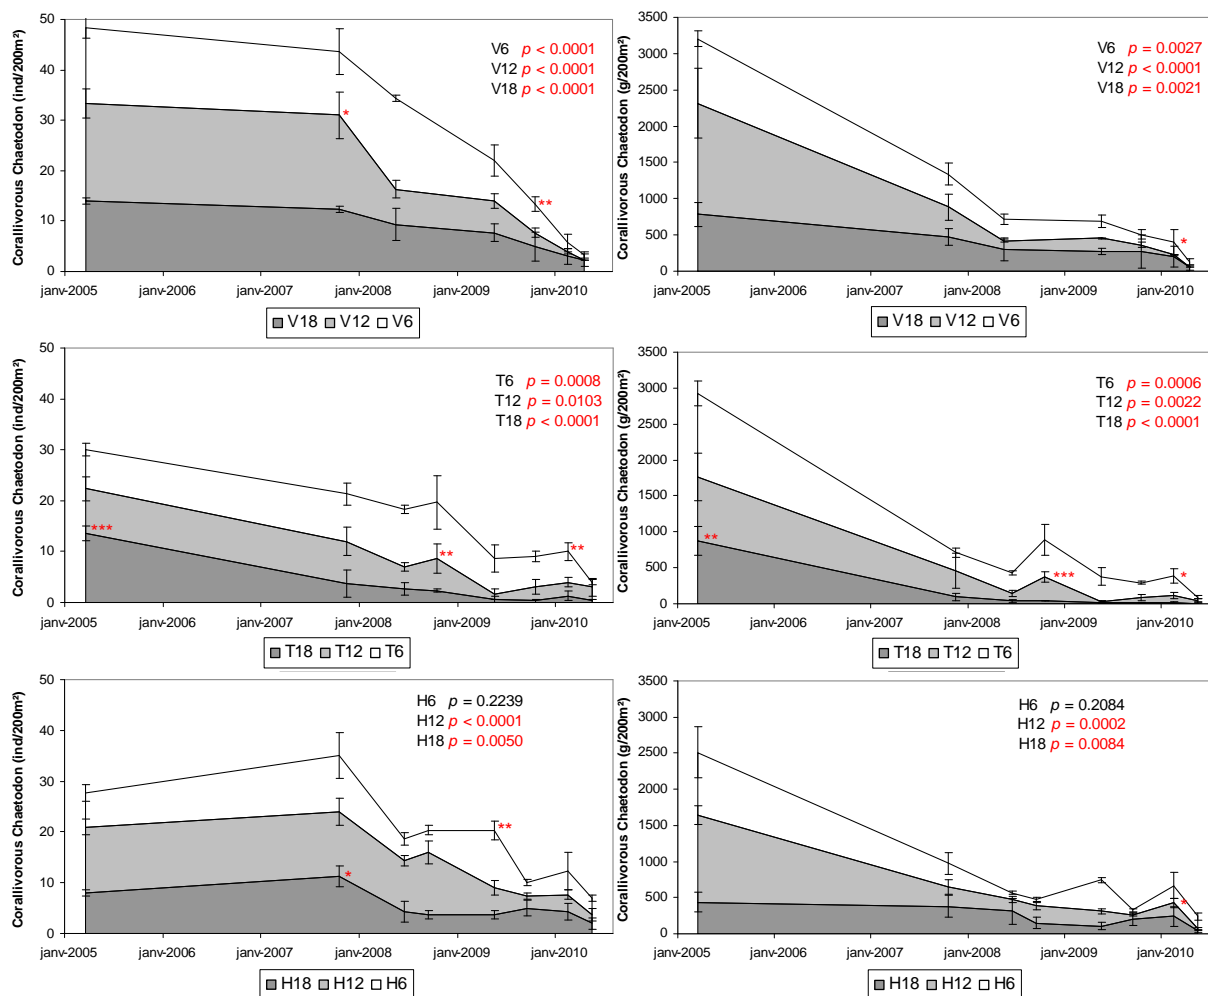 Corallivorous Chaetodon (ind/200m²)
50
40
30
20
10
0
V6 p < 0.0001
V12 p < 0.0001
V18 p < 0.0001
*
**
janv-2005 janv-2006 janv-2007 janv-2008 janv-2009 janv-2010
V18 V12 V6
Corallivorous Chaetodon (g/200m²)
3500
3000
2500
2000
1500
1000
500
0
V6 p = 0.0027
V12 p < 0.0001
V18 p = 0.0021
*
janv-2005 janv-2006 janv-2007 janv-2008 janv-2009 janv-2010
V18 V12 V6
Corallivorous Chaetodon (ind/200m²)
50
40
30
20
10
0
T6 p = 0.0008
T12 p = 0.0103
T18 p < 0.0001
***
**
**
janv-2005 janv-2006 janv-2007 janv-2008 janv-2009 janv-2010
T18 T12 T6
Corallivorous Chaetodon (g/200m²)
3500
3000
2500
2000
1500
1000
500
0
T6 p = 0.0006
T12 p = 0.0022
T18 p < 0.0001
**
***
*
janv-2005 janv-2006 janv-2007 janv-2008 janv-2009 janv-2010
T18 T12 T6
Corallivorous Chaetodon (ind/200m²)
50
40
30
20
10
0
H6 p = 0.2239
H12 p < 0.0001
H18 p = 0.0050
**
*
janv-2005 janv-2006 janv-2007 janv-2008 janv-2009 janv-2010
H18 H12 H6
Corallivorous Chaetodon (g/200m²)
3500
3000
2500
2000
1500
1000
500
0
H6 p = 0.2084
H12 p = 0.0002
H18 p = 0.0084
*
janv-2005 janv-2006 janv-2007 janv-2008 janv-2009 janv-2010
H18 H12 H6